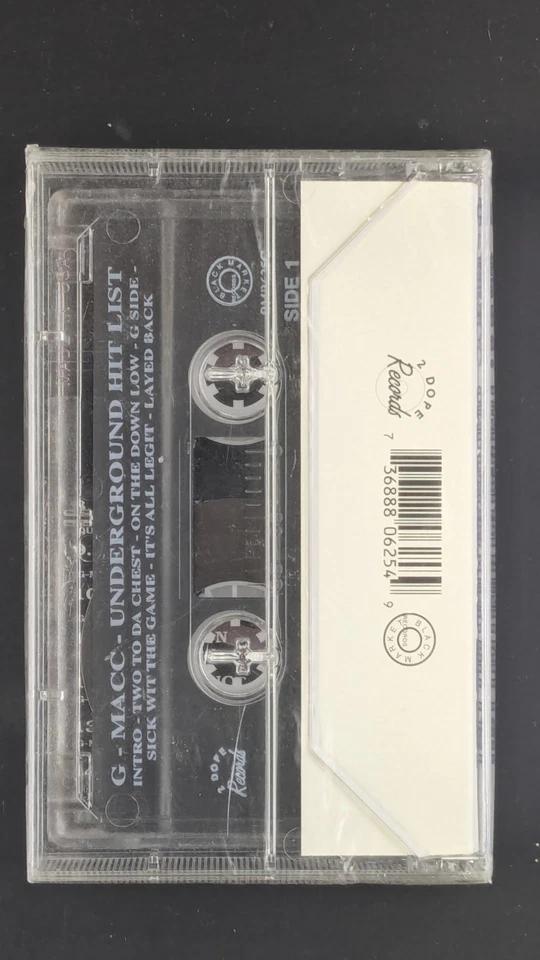 G - MACC - UNDERGROUND HIT LIST
INTRO - TWO TO DA CHEST - ON THE DOWN LOW - G SIDE -
SICK WIT THE GAME - IT'S ALL LEGIT - LAYED BACK
2 DOPE
Records
BLACK MARKET
RECORDS
SIDE 1
2 DOPE
Records
7 36888 06254 9
BLACK MARKET
RECORDS